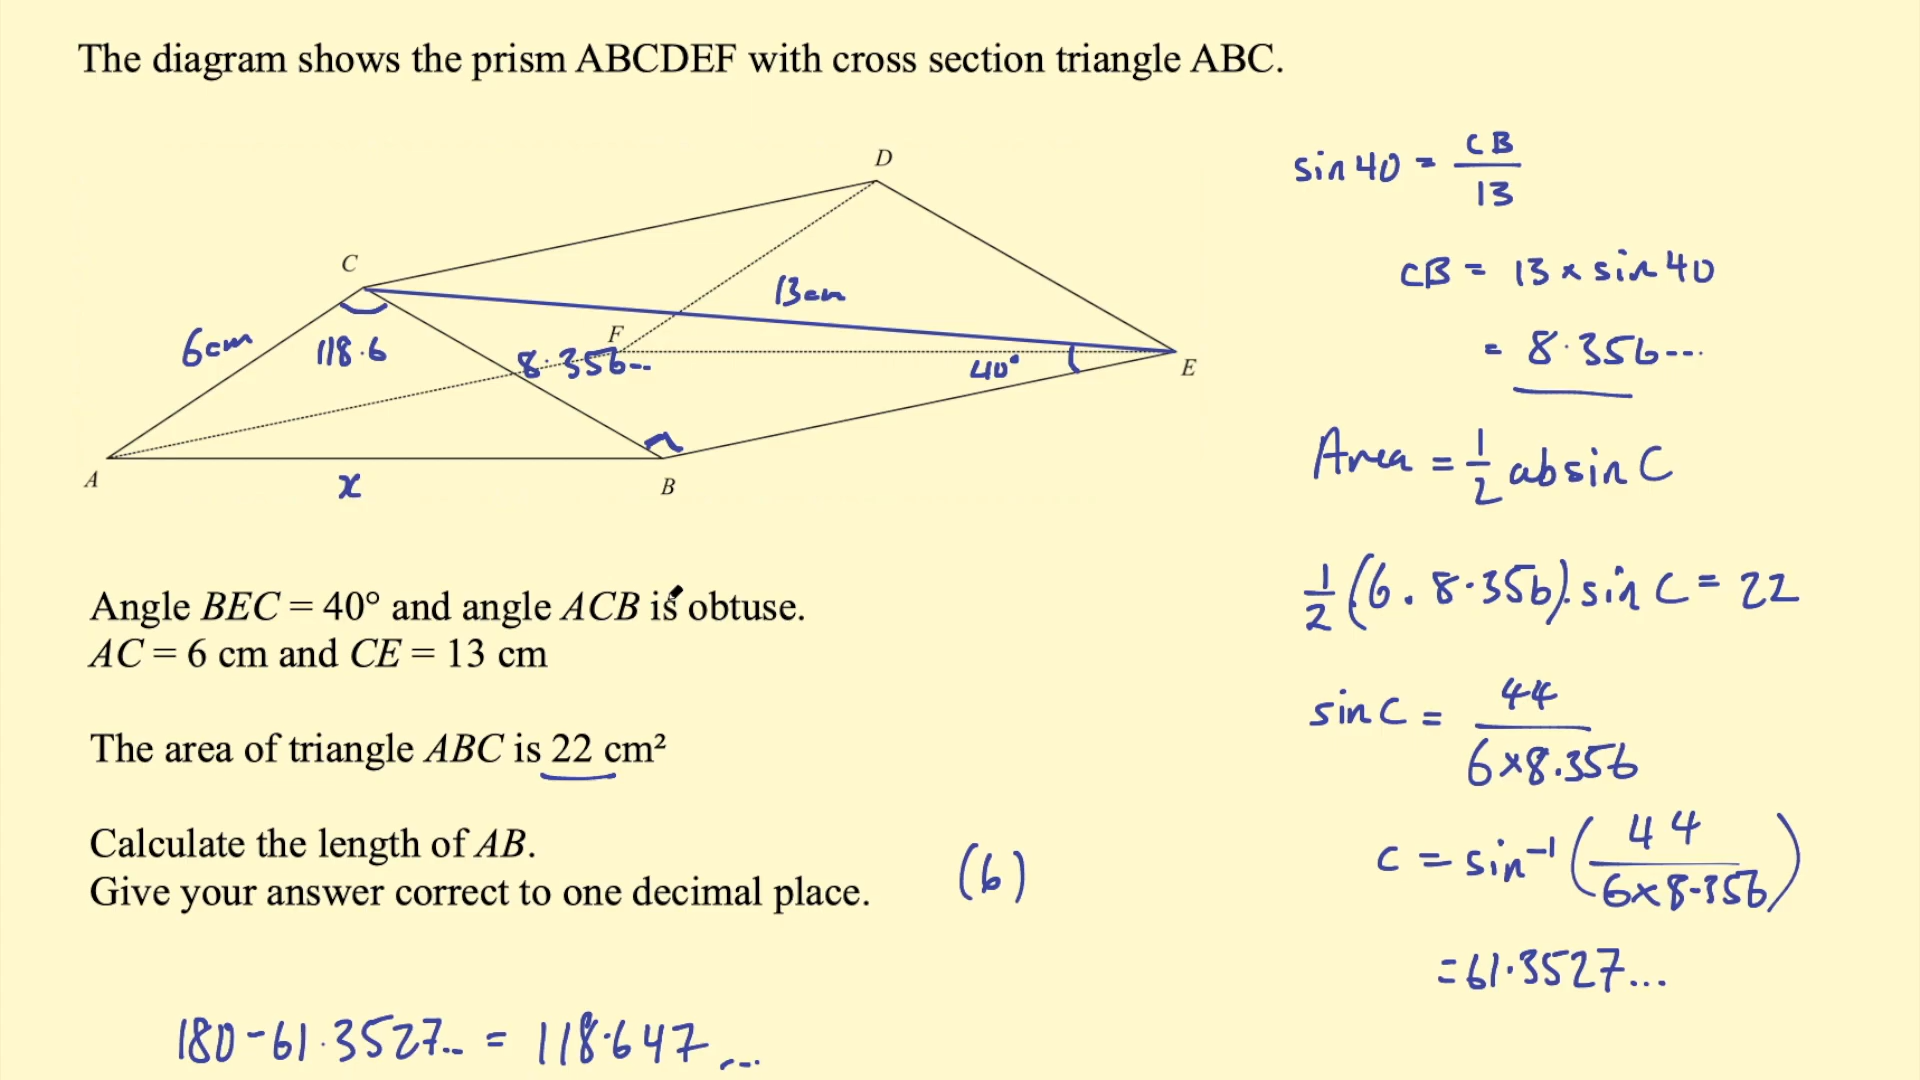 The diagram shows the prism ABCDEF with cross section triangle ABC.
D
C
F
E
A
B
6cm
118.6
13cm
8.356..
40°
x
Angle BEC = 40° and angle ACB is obtuse.
AC = 6 cm and CE = 13 cm
The area of triangle ABC is 22 cm²
Calculate the length of AB.
Give your answer correct to one decimal place.
(6)
180-61.3527.. = 118.647...
sin 40 = CB/13
CB = 13 × sin 40
= 8.356...
Area = 1/2 ab sin C
1/2 (6 . 8.356). sin C = 22
sin C = 44/6×8.356
C = sin⁻¹ (44/6×8.356)
= 61.3527...